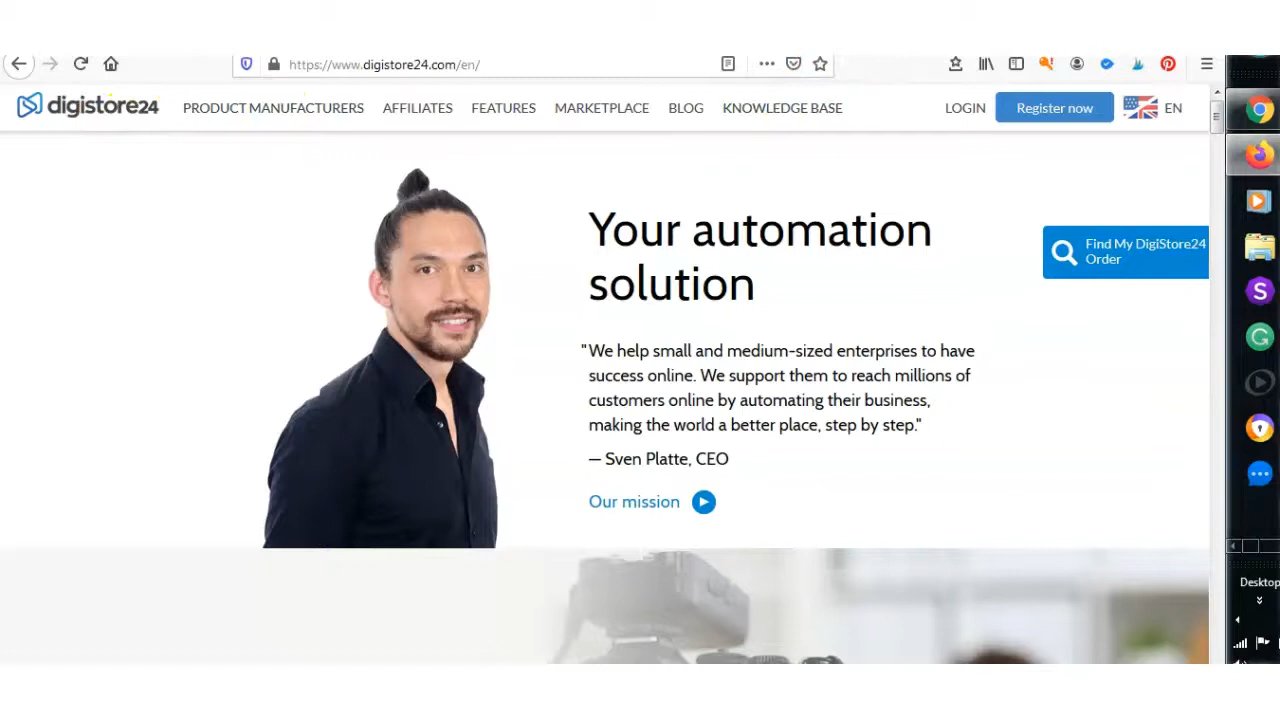 https://www.digistore24.com/en/
digistore24 PRODUCT MANUFACTURERS AFFILIATES FEATURES MARKETPLACE BLOG KNOWLEDGE BASE LOGIN Register now EN
Your automation
solution
Find My DigiStore24
Order
"We help small and medium-sized enterprises to have
success online. We support them to reach millions of
customers online by automating their business,
making the world a better place, step by step."
— Sven Platte, CEO
Our mission
Desktop